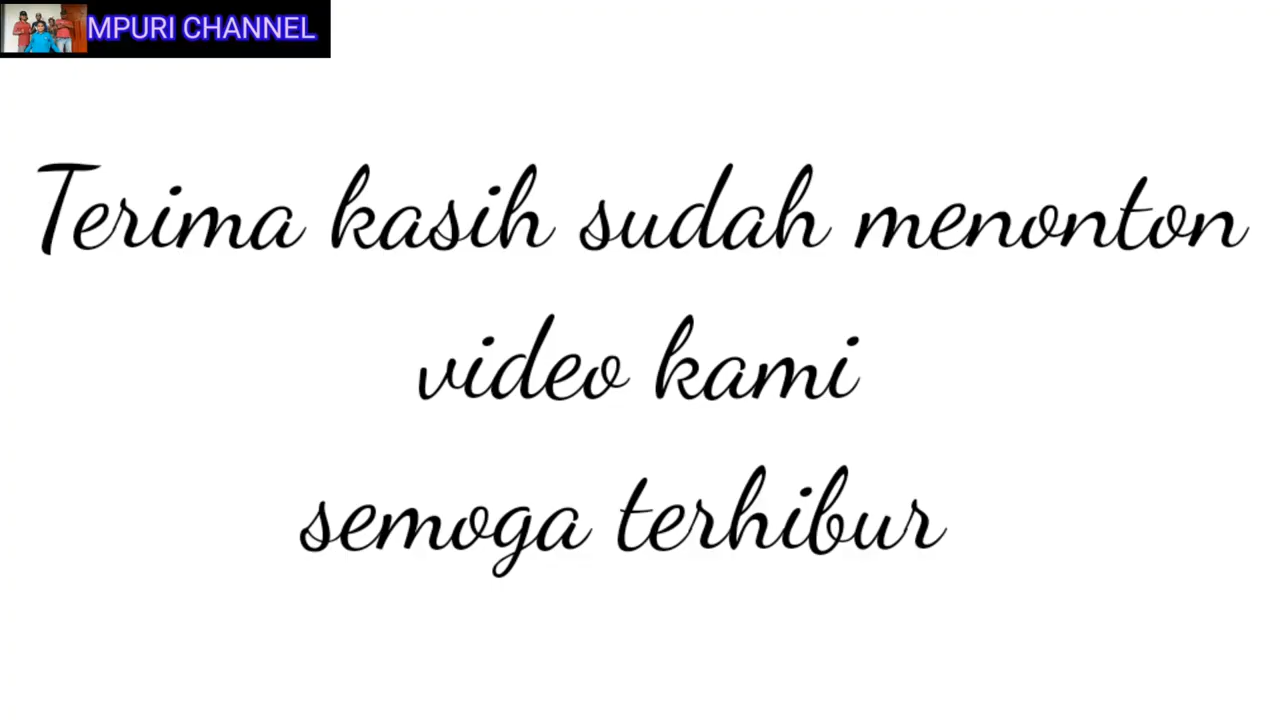 MPURI CHANNEL
Terima kasih sudah menonton
video kami
semoga terhibur